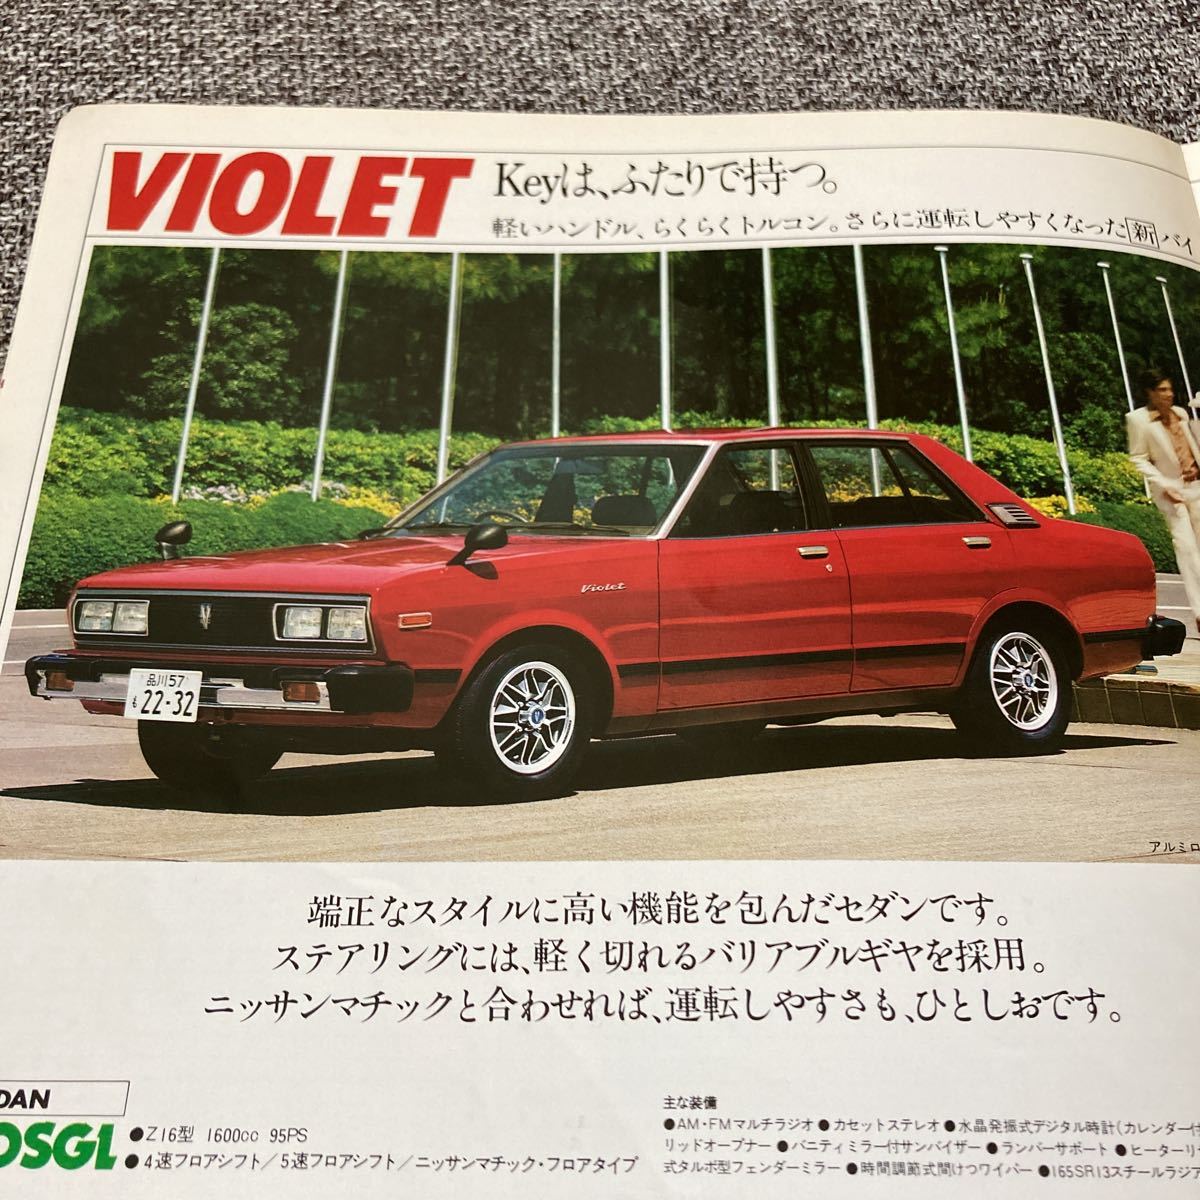 VIOLET
Keyは、ふたりで持つ。
軽いハンドル、らくらくトルコン。さらに運転しやすくなった新バイ
Violet
品川57
も 22-32
アルミロ
端正なスタイルに高い機能を包んだセダンです。
ステアリングには、軽く切れるバリアブルギヤを採用。
ニッサンマチックと合わせれば、運転しやすさも、ひとしおです。
DAN
OSGL
●Z16型 1600cc 95PS
●4速フロアシフト/5速フロアシフト/ニッサンマチック・フロアタイプ
主な装備
●AM・FMマルチラジオ●カセットステレオ●水晶発振式デジタル時計(カレンダー付
リッドオープナー●バニティミラー付サンバイザー●ランバーサポート●ヒーターリヤ
式タルボ型フェンダーミラー●時間調節式間けつワイパー●165SR13スチールラジア